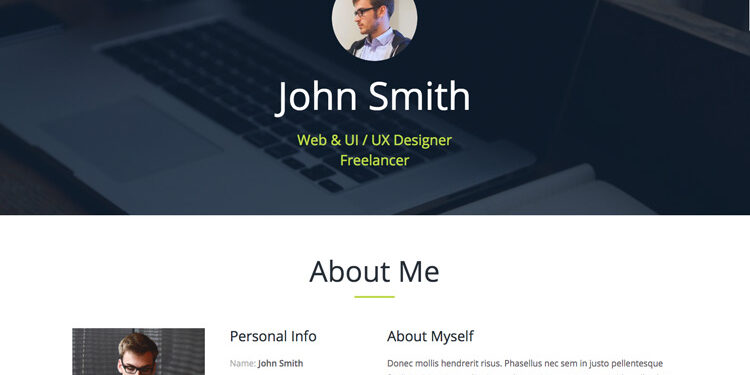 John Smith
Web & UI / UX Designer
Freelancer
About Me
Personal Info
About Myself
Name: John Smith
Donec mollis hendrerit risus. Phasellus nec sem in justo pellentesque